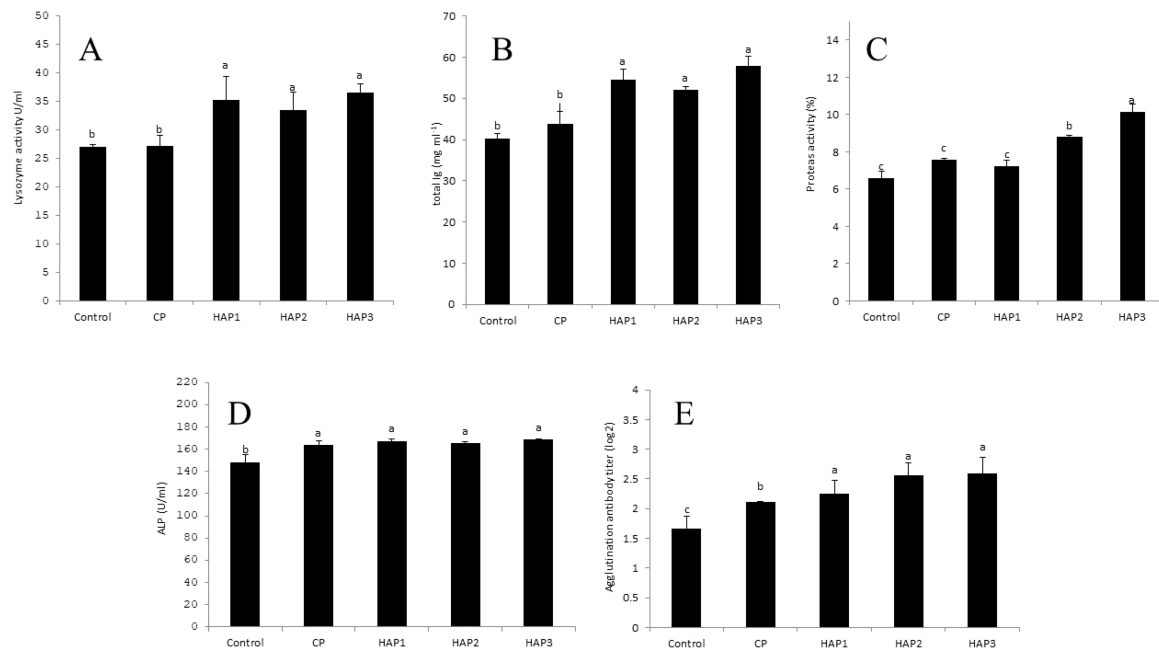 A
Lysozyme activity U/ml
50
45
40
35
30
25
20
15
10
5
0
b
b
a
a
a
Control CP HAP1 HAP2 HAP3
B
total Ig (mg ml⁻¹)
70
60
50
40
30
20
10
0
b
b
a
a
a
Control CP HAP1 HAP2 HAP3
C
Proteas activity (%)
14
12
10
8
6
4
2
0
c
c
c
b
a
Control CP HAP1 HAP2 HAP3
D
ALP (U/ml)
220
200
180
160
140
120
100
80
60
40
20
0
b
a
a
a
a
Control CP HAP1 HAP2 HAP3
E
Agglutination antibody titer (log2)
4
3.5
3
2.5
2
1.5
1
0.5
0
c
b
a
a
a
Control CP HAP1 HAP2 HAP3